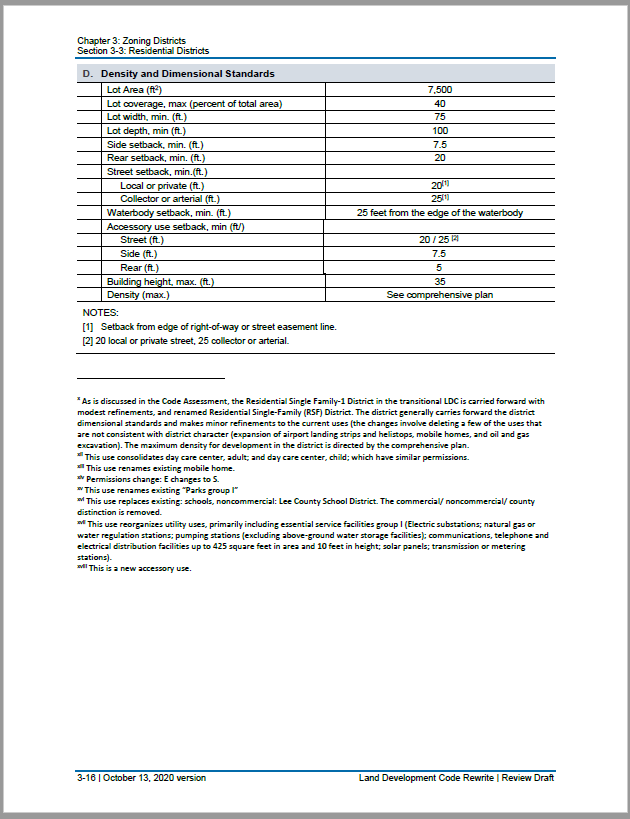 Chapter 3: Zoning Districts
Section 3-3: Residential Districts
D. Density and Dimensional Standards
Lot Area (ft²) 7,500
Lot coverage, max (percent of total area) 40
Lot width, min. (ft.) 75
Lot depth, min (ft.) 100
Side setback, min. (ft.) 7.5
Rear setback, min. (ft.) 20
Street setback, min.(ft.)
Local or private (ft.) 20[1]
Collector or arterial (ft.) 25[1]
Waterbody setback, min. (ft.) 25 feet from the edge of the waterbody
Accessory use setback, min (ft/)
Street (ft.) 20 / 25 [2]
Side (ft.) 7.5
Rear (ft.) 5
Building height, max. (ft.) 35
Density (max.) See comprehensive plan
NOTES:
[1] Setback from edge of right-of-way or street easement line.
[2] 20 local or private street, 25 collector or arterial.
x As is discussed in the Code Assessment, the Residential Single Family-1 District in the transitional LDC is carried forward with
modest refinements, and renamed Residential Single-Family (RSF) District. The district generally carries forward the district
dimensional standards and makes minor refinements to the current uses (the changes involve deleting a few of the uses that
are not consistent with district character (expansion of airport landing strips and helistops, mobile homes, and oil and gas
excavation). The maximum density for development in the district is directed by the comprehensive plan.
xii This use consolidates day care center, adult; and day care center, child; which have similar permissions.
xiii This use renames existing mobile home.
xiv Permissions change: E changes to S.
xv This use renames existing "Parks group I"
xvi This use replaces existing: schools, noncommercial: Lee County School District. The commercial/ noncommercial/ county
distinction is removed.
xvii This use reorganizes utility uses, primarily including essential service facilities group I (Electric substations; natural gas or
water regulation stations; pumping stations (excluding above-ground water storage facilities); communications, telephone and
electrical distribution facilities up to 425 square feet in area and 10 feet in height; solar panels; transmission or metering
stations).
xviii This is a new accessory use.
3-16 | October 13, 2020 version Land Development Code Rewrite | Review Draft